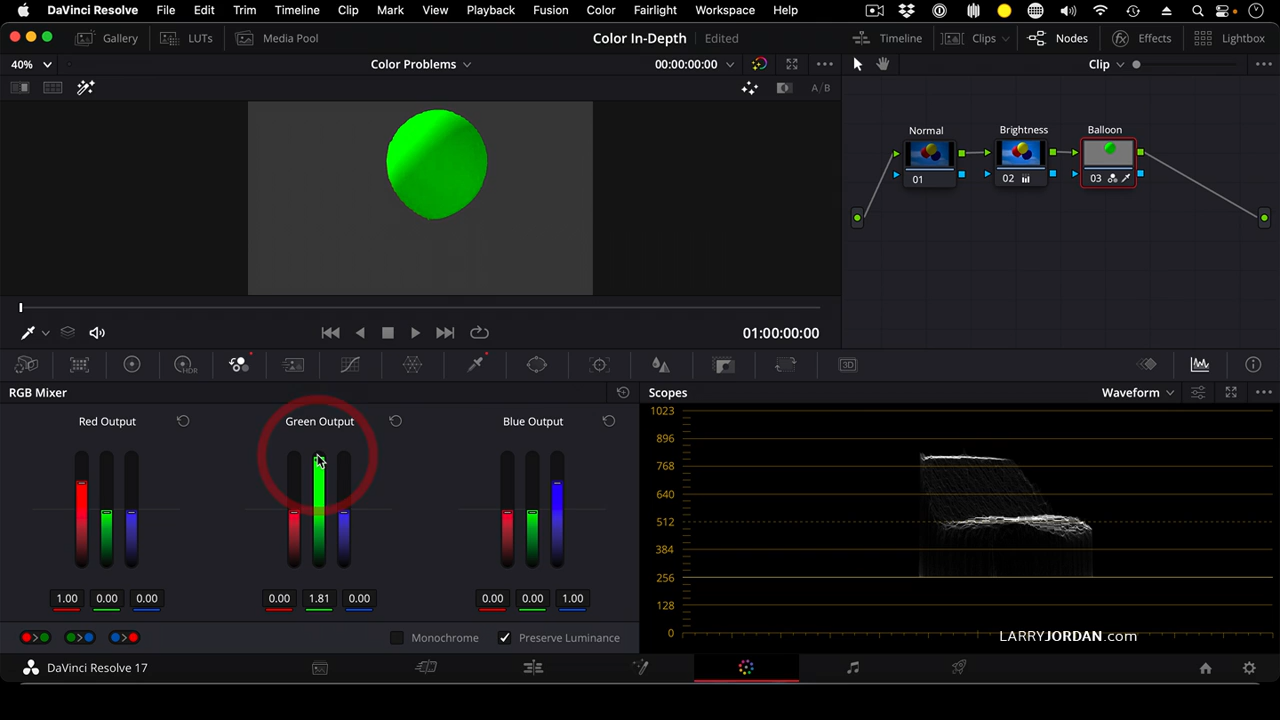 DaVinci Resolve File Edit Trim Timeline Clip Mark View Playback Fusion Color Fairlight Workspace Help
Gallery LUTs Media Pool Color In-Depth Edited Timeline Clips Nodes Effects Lightbox
40% Color Problems 00:00:00:00 Clip
A/B
Normal Brightness Balloon
01 02 03
01:00:00:00
HDR 3D
RGB Mixer Scopes Waveform
Red Output Green Output Blue Output
1023
896
768
640
512
384
256
128
0
1.00 0.00 0.00 0.00 1.81 0.00 0.00 0.00 1.00
Monochrome Preserve Luminance
LARRYJORDAN.com
DaVinci Resolve 17